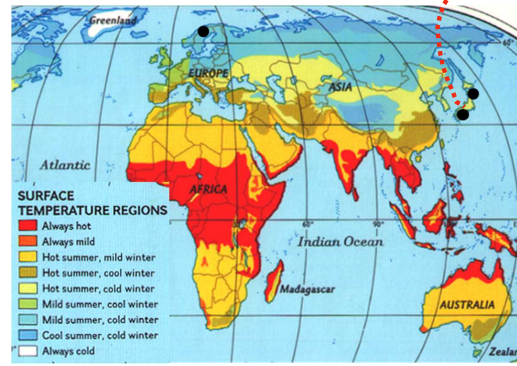 Greenland
60°
EUROPE
ASIA
Atlantic
AFRICA
60°
90°
Indian Ocean
Madagascar
AUSTRALIA
Zealan
SURFACE
TEMPERATURE REGIONS
Always hot
Always mild
Hot summer, mild winter
Hot summer, cool winter
Hot summer, cold winter
Mild summer, cool winter
Mild summer, cold winter
Cool summer, cold winter
Always cold